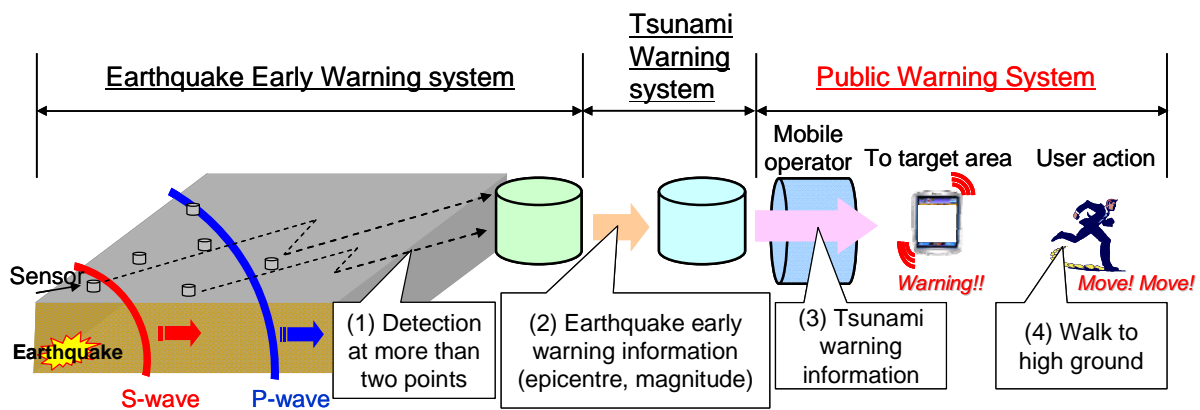 Earthquake Early Warning system
Tsunami
Warning
system
Public Warning System
Mobile
operator
To target area
User action
Sensor
Earthquake
S-wave
P-wave
(1) Detection
at more than
two points
(2) Earthquake early
warning information
(epicentre, magnitude)
(3) Tsunami
warning
information
Warning!!
Move! Move!
(4) Walk to
high ground